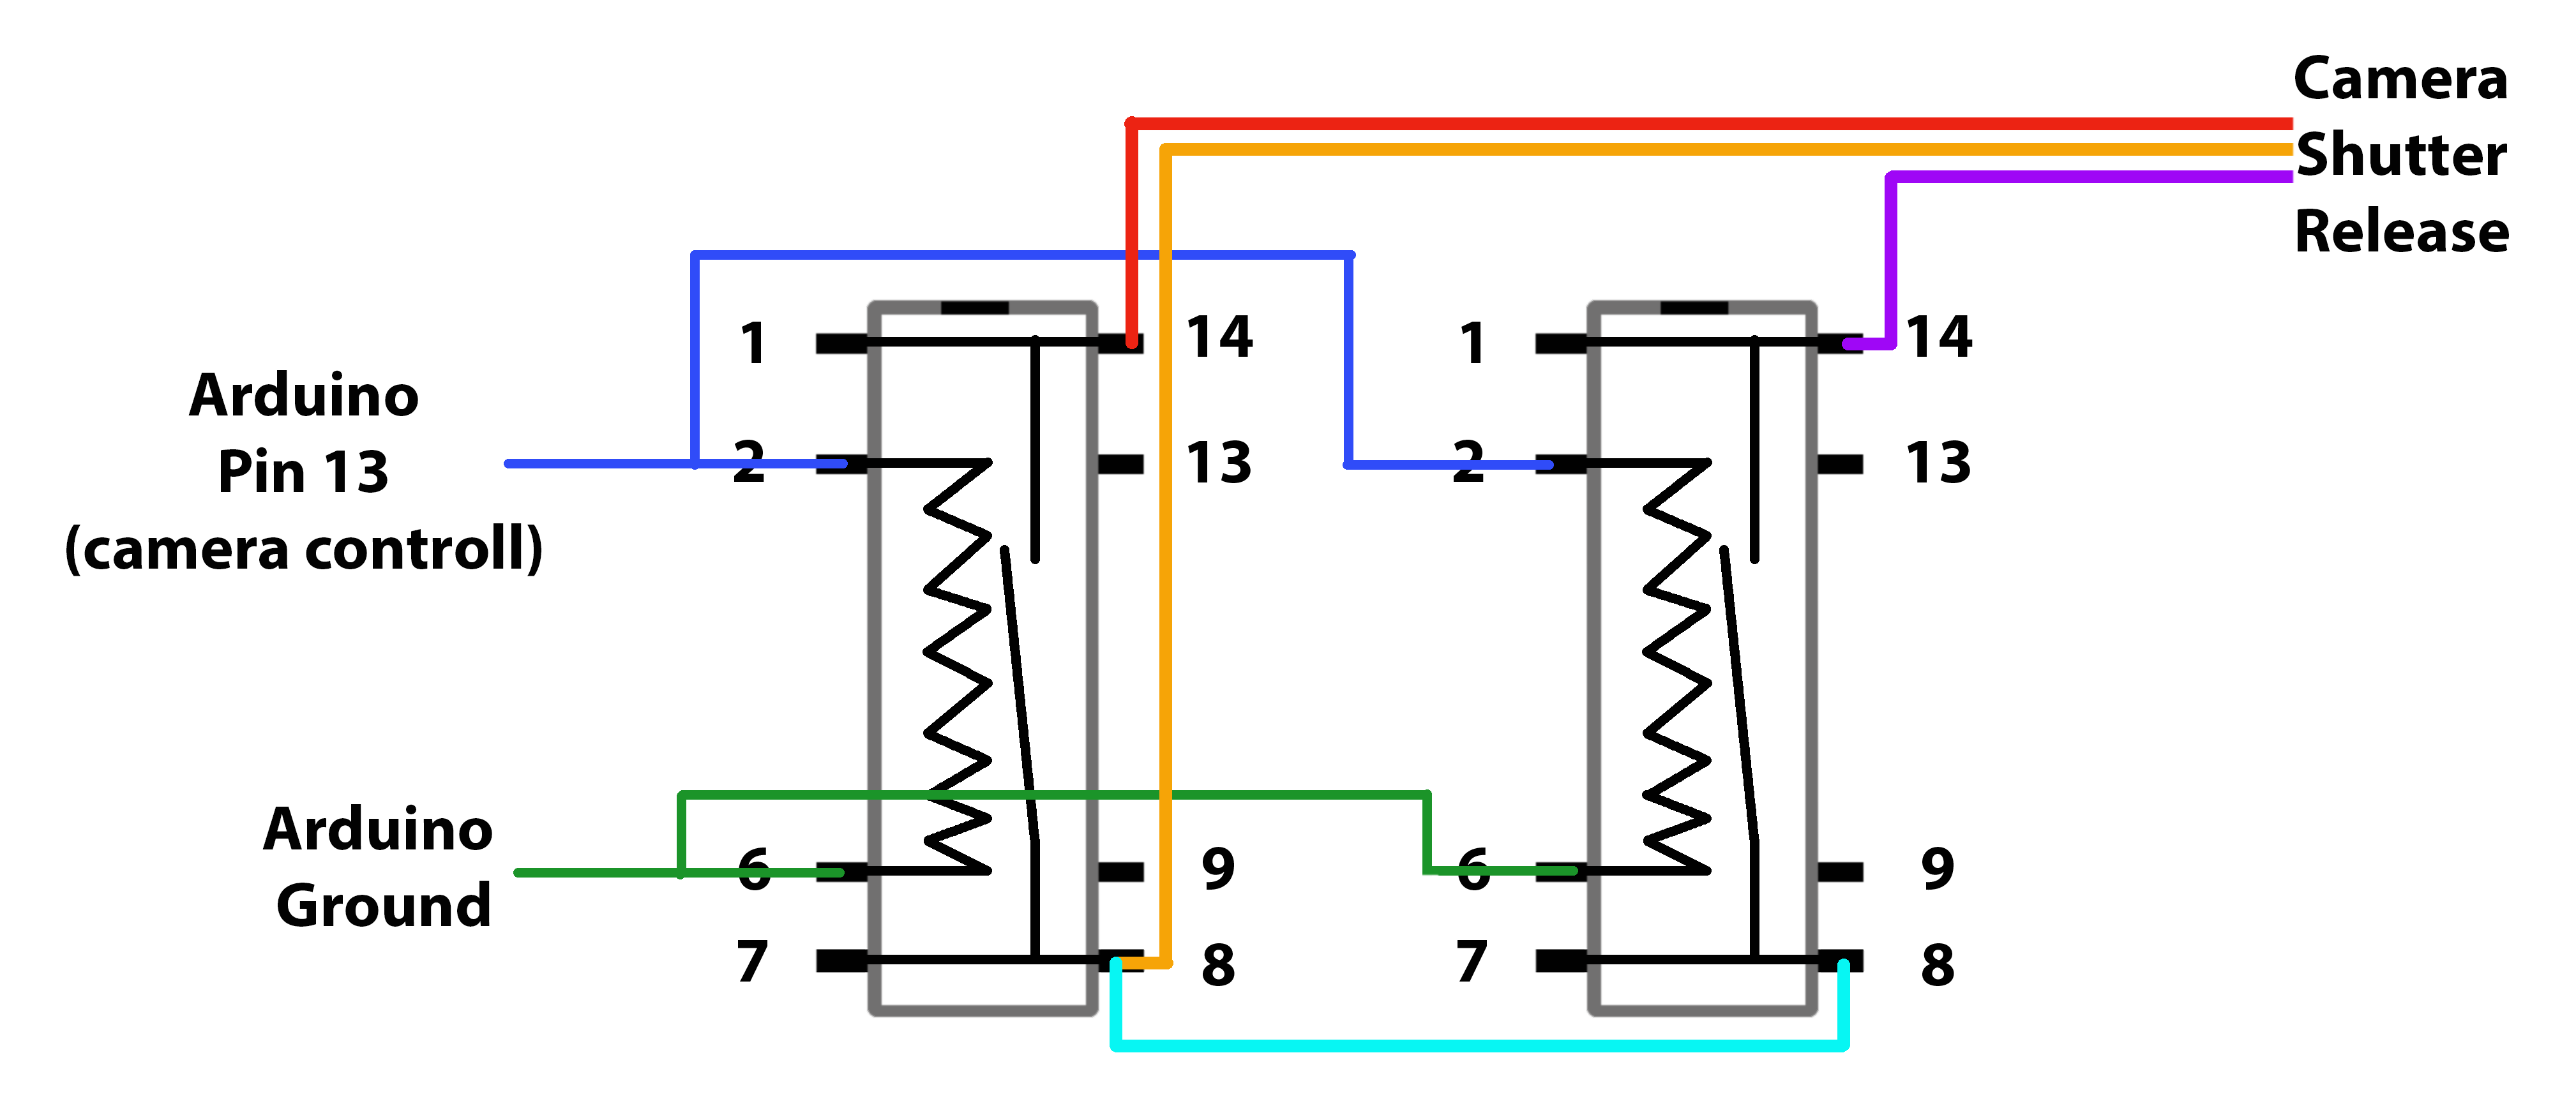 Camera
Shutter
Release
1
14
1
14
Arduino
Pin 13
(camera controll)
2
13
2
13
Arduino
Ground
6
9
6
9
7
8
7
8